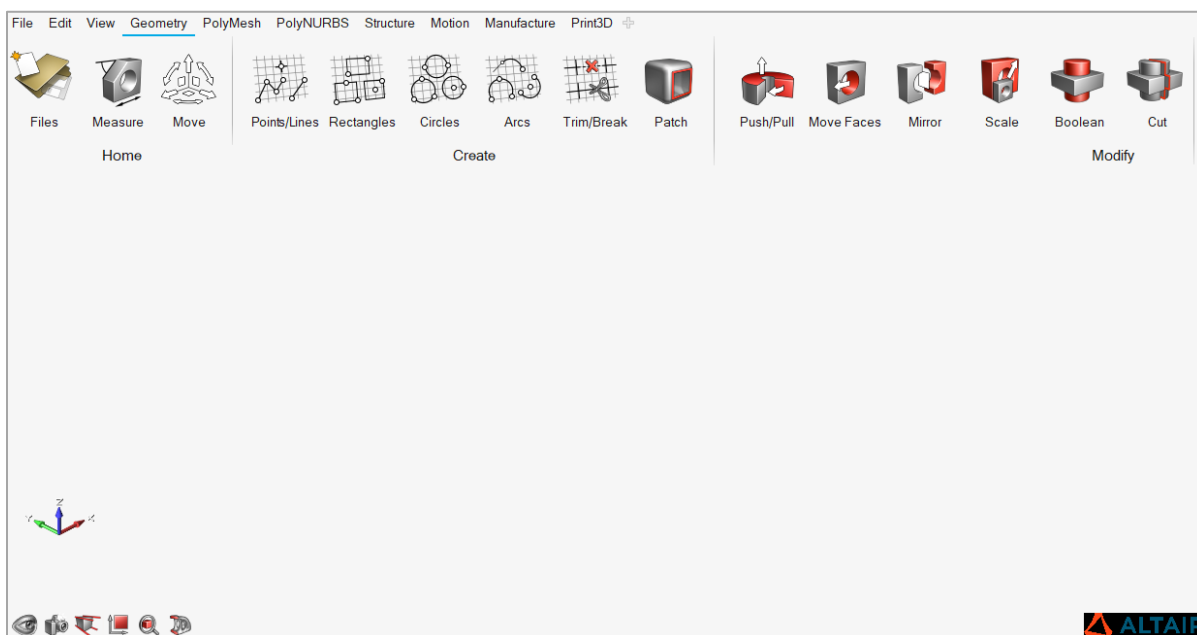 File Edit View Geometry PolyMesh PolyNURBS Structure Motion Manufacture Print3D
Files Measure Move Points/Lines Rectangles Circles Arcs Trim/Break Patch Push/Pull Move Faces Mirror Scale Boolean Cut
Home Create Modify
Z
Y X
ALTAIR